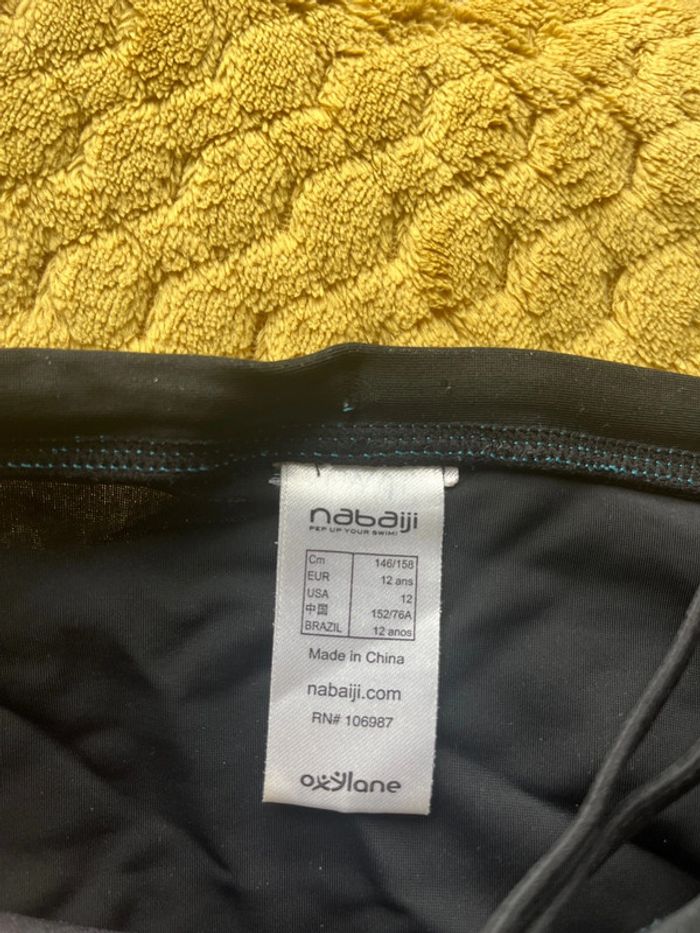 nabaiji
PEP UP YOUR SWIM!
Cm 146/158
EUR 12 ans
USA 12
中国 152/76A
BRAZIL 12 anos
Made in China
nabaiji.com
RN# 106987
oxylane